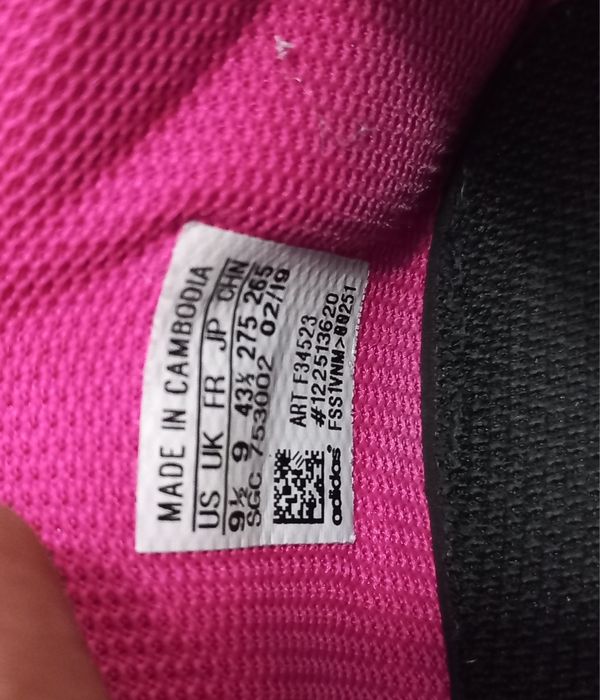 MADE IN CAMBODIA
US UK FR JP CHN
9½ 9 43⅓ 275 265
SGC 753002 02/19
ART F34523
#122513620
FSS1VNM>
adidas